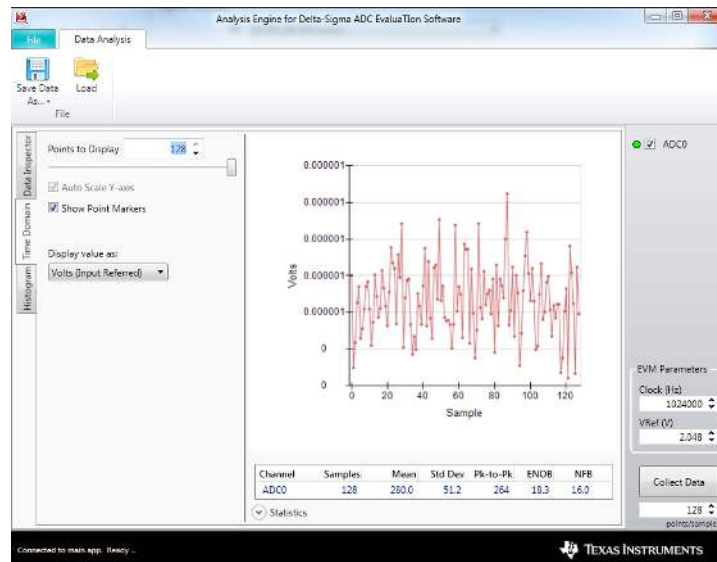 Analysis Engine for Delta-Sigma ADC EvaluaTIon Software
File
Data Analysis
Save Data As...
Load
File
Data Inspector
Time Domain
Histogram
Points to Display
128
Auto Scale Y-axis
Show Point Markers
Display value as:
Volts (Input Referred)
0.000001
0.000001
0.000001
0.000001
0.000001
0
0
Volts
0 20 40 60 80 100 120
Sample
Channel Samples Mean Std Dev Pk-to-Pk ENOB NFB
ADC0 128 280.0 51.2 264 18.3 16.0
Statistics
ADC0
EVM Parameters
Clock (Hz)
1024000
VRef (V)
2.048
Collect Data
128
points/sample
Connected to main app. Ready ...
TEXAS INSTRUMENTS